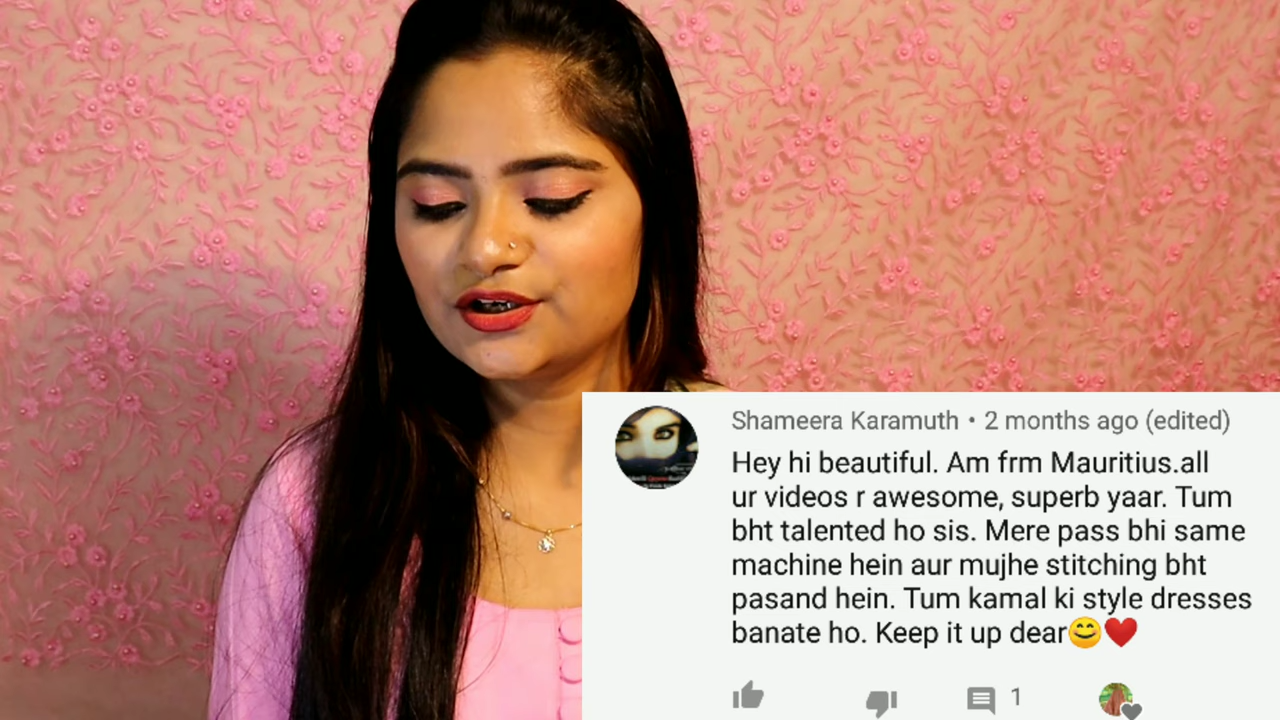 Shameera Karamuth • 2 months ago (edited)
Hey hi beautiful. Am frm Mauritius.all
ur videos r awesome, superb yaar. Tum
bht talented ho sis. Mere pass bhi same
machine hein aur mujhe stitching bht
pasand hein. Tum kamal ki style dresses
banate ho. Keep it up dear😊❤️
1